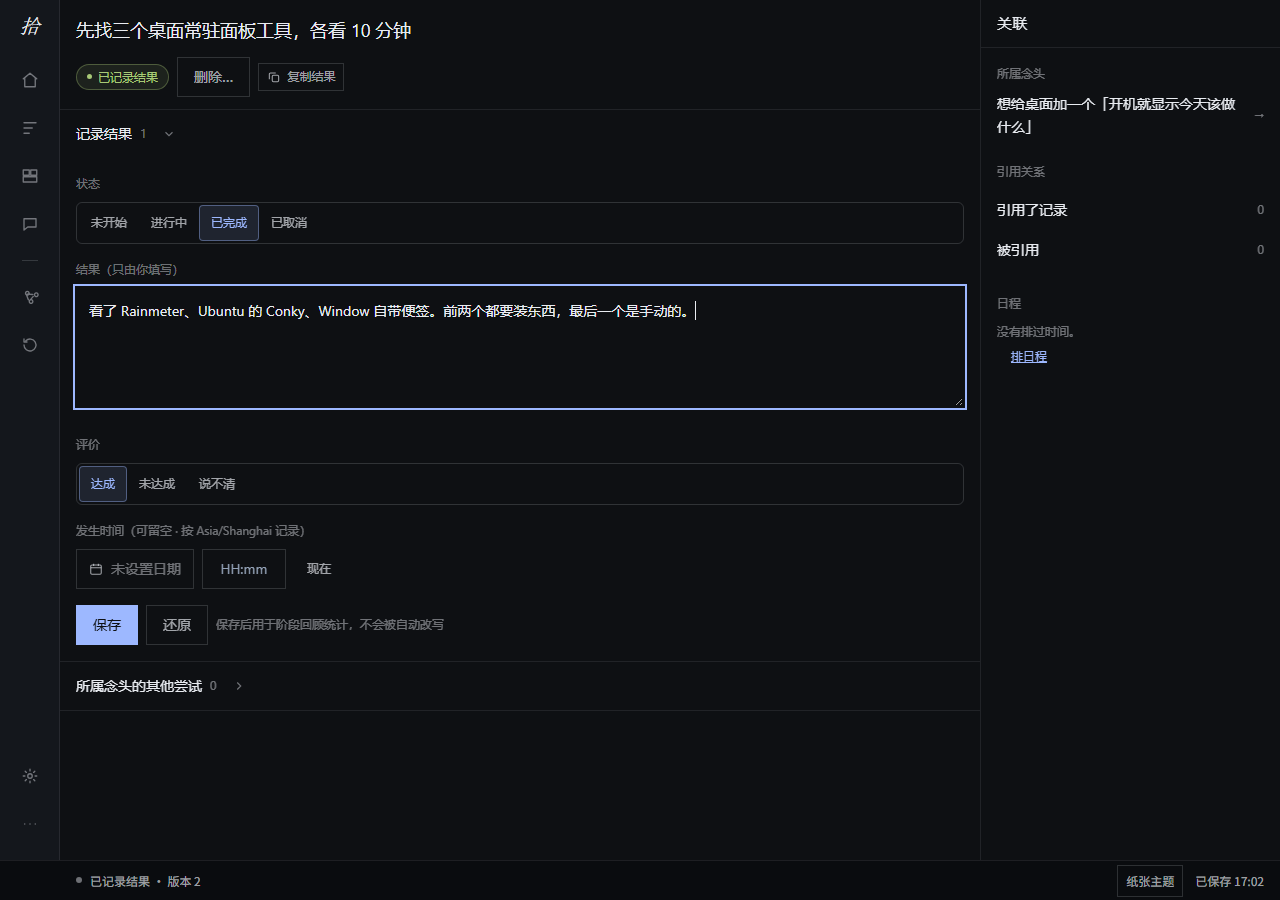 拾
先找三个桌面常驻面板工具，各看 10 分钟
已记录结果
删除...
复制结果
记录结果 1
状态
未开始 进行中 已完成 已取消
结果（只由你填写）
看了 Rainmeter、Ubuntu 的 Conky、Window 自带便签。前两个都要装东西，最后一个是手动的。
评价
达成 未达成 说不清
发生时间（可留空 · 按 Asia/Shanghai 记录）
未设置日期 HH:mm 现在
保存 还原 保存后用于阶段回顾统计，不会被自动改写
所属念头的其他尝试 0
关联
所属念头
想给桌面加一个「开机就显示今天该做
什么」 →
引用关系
引用了记录 0
被引用 0
日程
没有排过时间。
排日程
已记录结果 · 版本 2
纸张主题 已保存 17:02